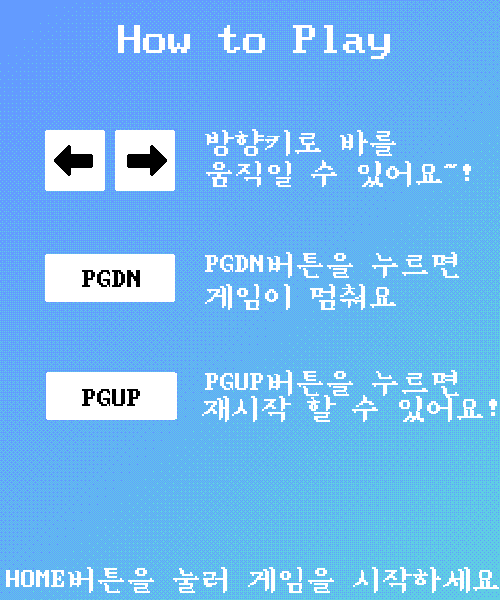 How to Play
방향키로 바를
움직일 수 있어요~!
PGDN
PGDN버튼을 누르면
게임이 멈춰요
PGUP
PGUP버튼을 누르면
재시작 할 수 있어요!
HOME버튼을 눌러 게임을 시작하세요